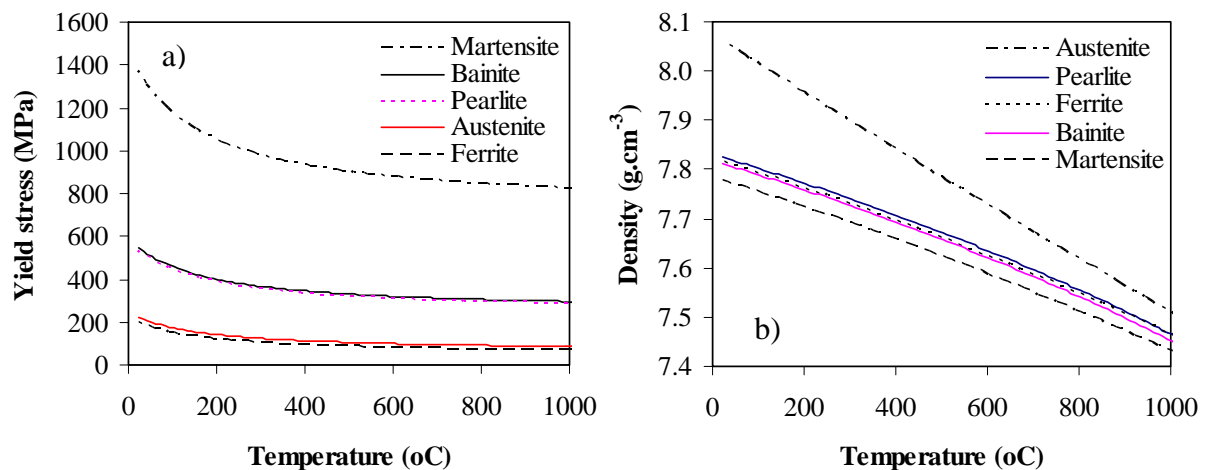 1600
1400
1200
1000
800
600
400
200
0
Yield stress (MPa)
a)
Martensite
Bainite
Pearlite
Austenite
Ferrite
0 200 400 600 800 1000
Temperature (oC)
8.1
8.0
7.9
7.8
7.7
7.6
7.5
7.4
Density (g.cm-3)
Austenite
Pearlite
Ferrite
Bainite
Martensite
b)
0 200 400 600 800 1000
Temperature (oC)